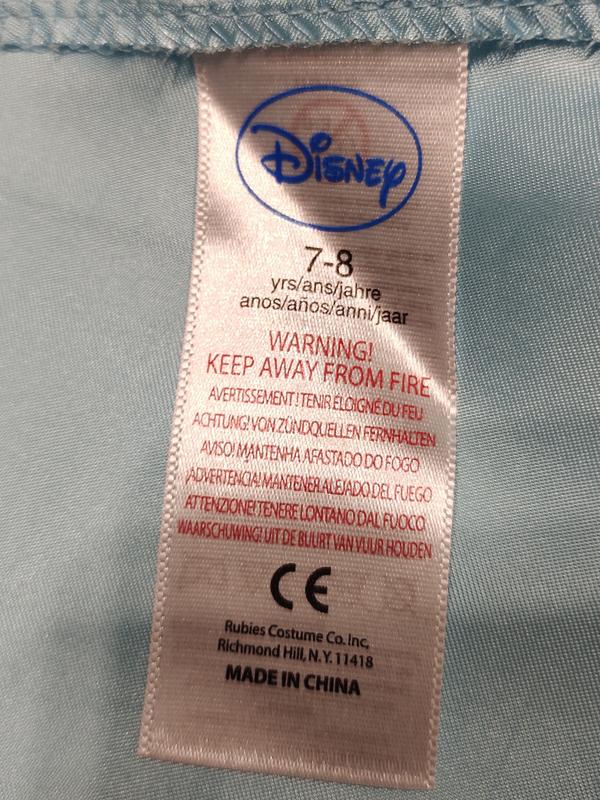 Disney
7-8
yrs/ans/jahre
anos/años/anni/jaar
WARNING!
KEEP AWAY FROM FIRE
AVERTISSEMENT! TENIR ELOIGNÉ DU FEU
ACHTUNG! VON ZÜNDQUELLEN FERNHALTEN
AVISO! MANTENHA AFASTADO DO FOGO
ADVERTENCIA! MANTENER ALEJADO DEL FUEGO
ATTENZIONE! TENERE LONTANO DAL FUOCO
WAARSCHUWING! UIT DE BUURT VAN VUUR HOUDEN
CE
Rubies Costume Co. Inc,
Richmond Hill, N.Y. 11418
MADE IN CHINA